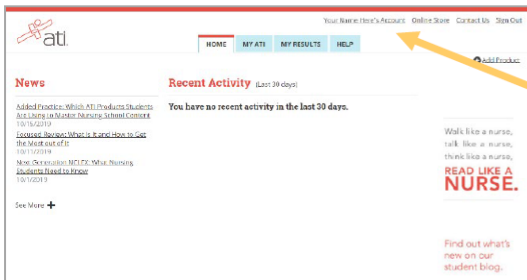 Your Name Here's Account Online Store Contact Us Sign Out
ati
HOME MY ATI MY RESULTS HELP
Add Product
News
Added Practice: Which ATI Products Students
Are Using to Master Nursing School Content
10/16/2019
Focused Review: What is It and How to Get
the Most out of It
10/11/2019
Next Generation NCLEX: What Nursing
Students Need to Know
10/1/2019
See More
Recent Activity (Last 30 days)
You have no recent activity in the last 30 days.
Walk like a nurse,
talk like a nurse,
think like a nurse,
READ LIKE A
NURSE.
Find out what's
new on our
student blog.